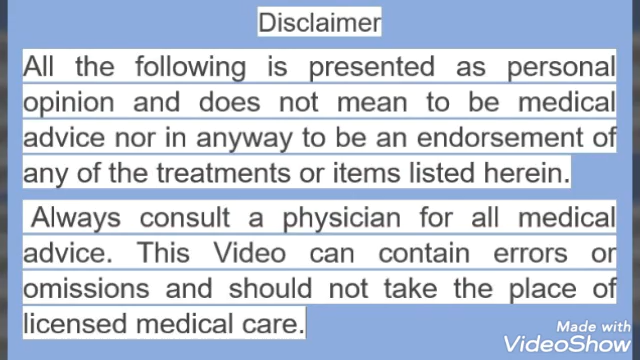 Disclaimer
All the following is presented as personal
opinion and does not mean to be medical
advice nor in anyway to be an endorsement of
any of the treatments or items listed herein.
Always consult a physician for all medical
advice. This Video can contain errors or
omissions and should not take the place of
licensed medical care.
Made with
VideoShow